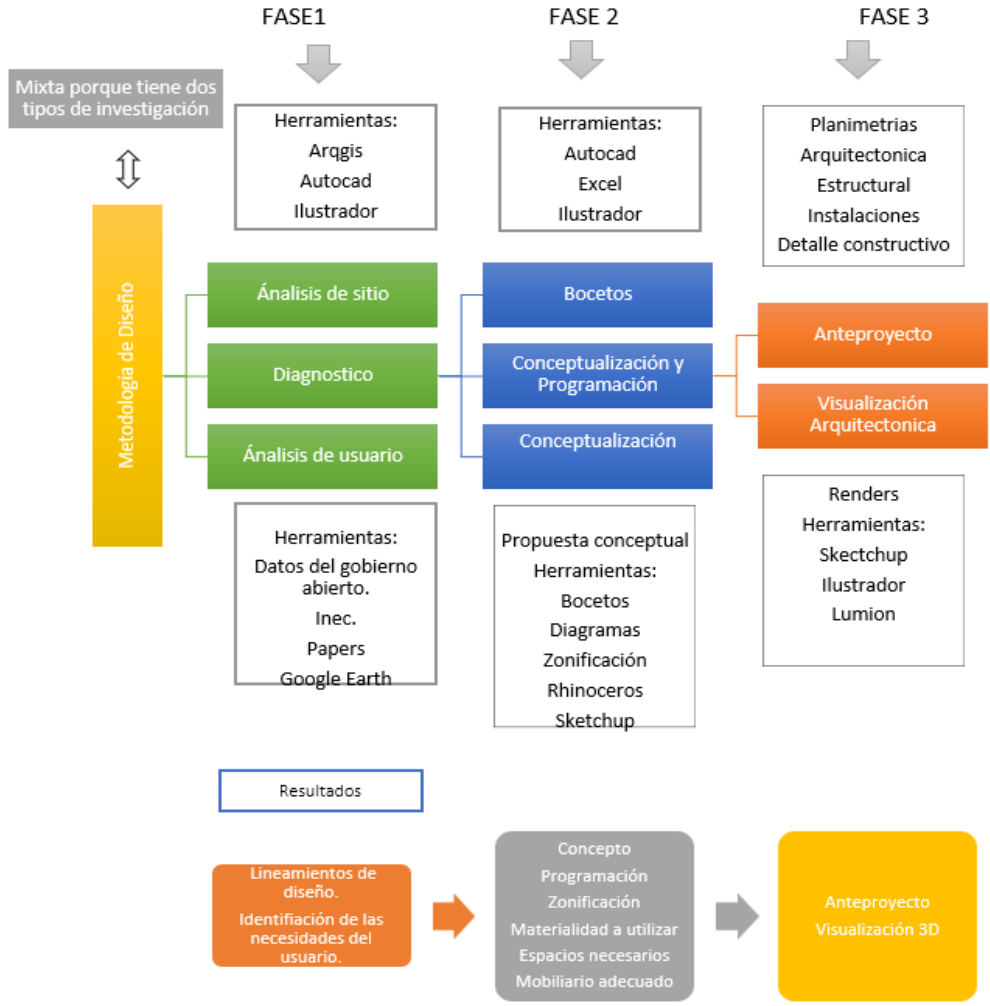 FASE1
FASE 2
FASE 3
Mixta porque tiene dos
tipos de investigación
Metodología de Diseño
Herramientas:
Arqgis
Autocad
Ilustrador
Herramientas:
Autocad
Excel
Ilustrador
Planimetrias
Arquitectonica
Estructural
Instalaciones
Detalle constructivo
Ánalisis de sitio
Diagnostico
Ánalisis de usuario
Bocetos
Conceptualización y
Programación
Conceptualización
Anteproyecto
Visualización
Arquitectonica
Herramientas:
Datos del gobierno
abierto.
Inec.
Papers
Google Earth
Propuesta conceptual
Herramientas:
Bocetos
Diagramas
Zonificación
Rhinoceros
Sketchup
Renders
Herramientas:
Skectchup
Ilustrador
Lumion
Resultados
Lineamientos de
diseño.
Identifiación de las
necesidades del
usuario.
Concepto
Programación
Zonificación
Materialidad a utilizar
Espacios necesarios
Mobiliario adecuado
Anteproyecto
Visualización 3D